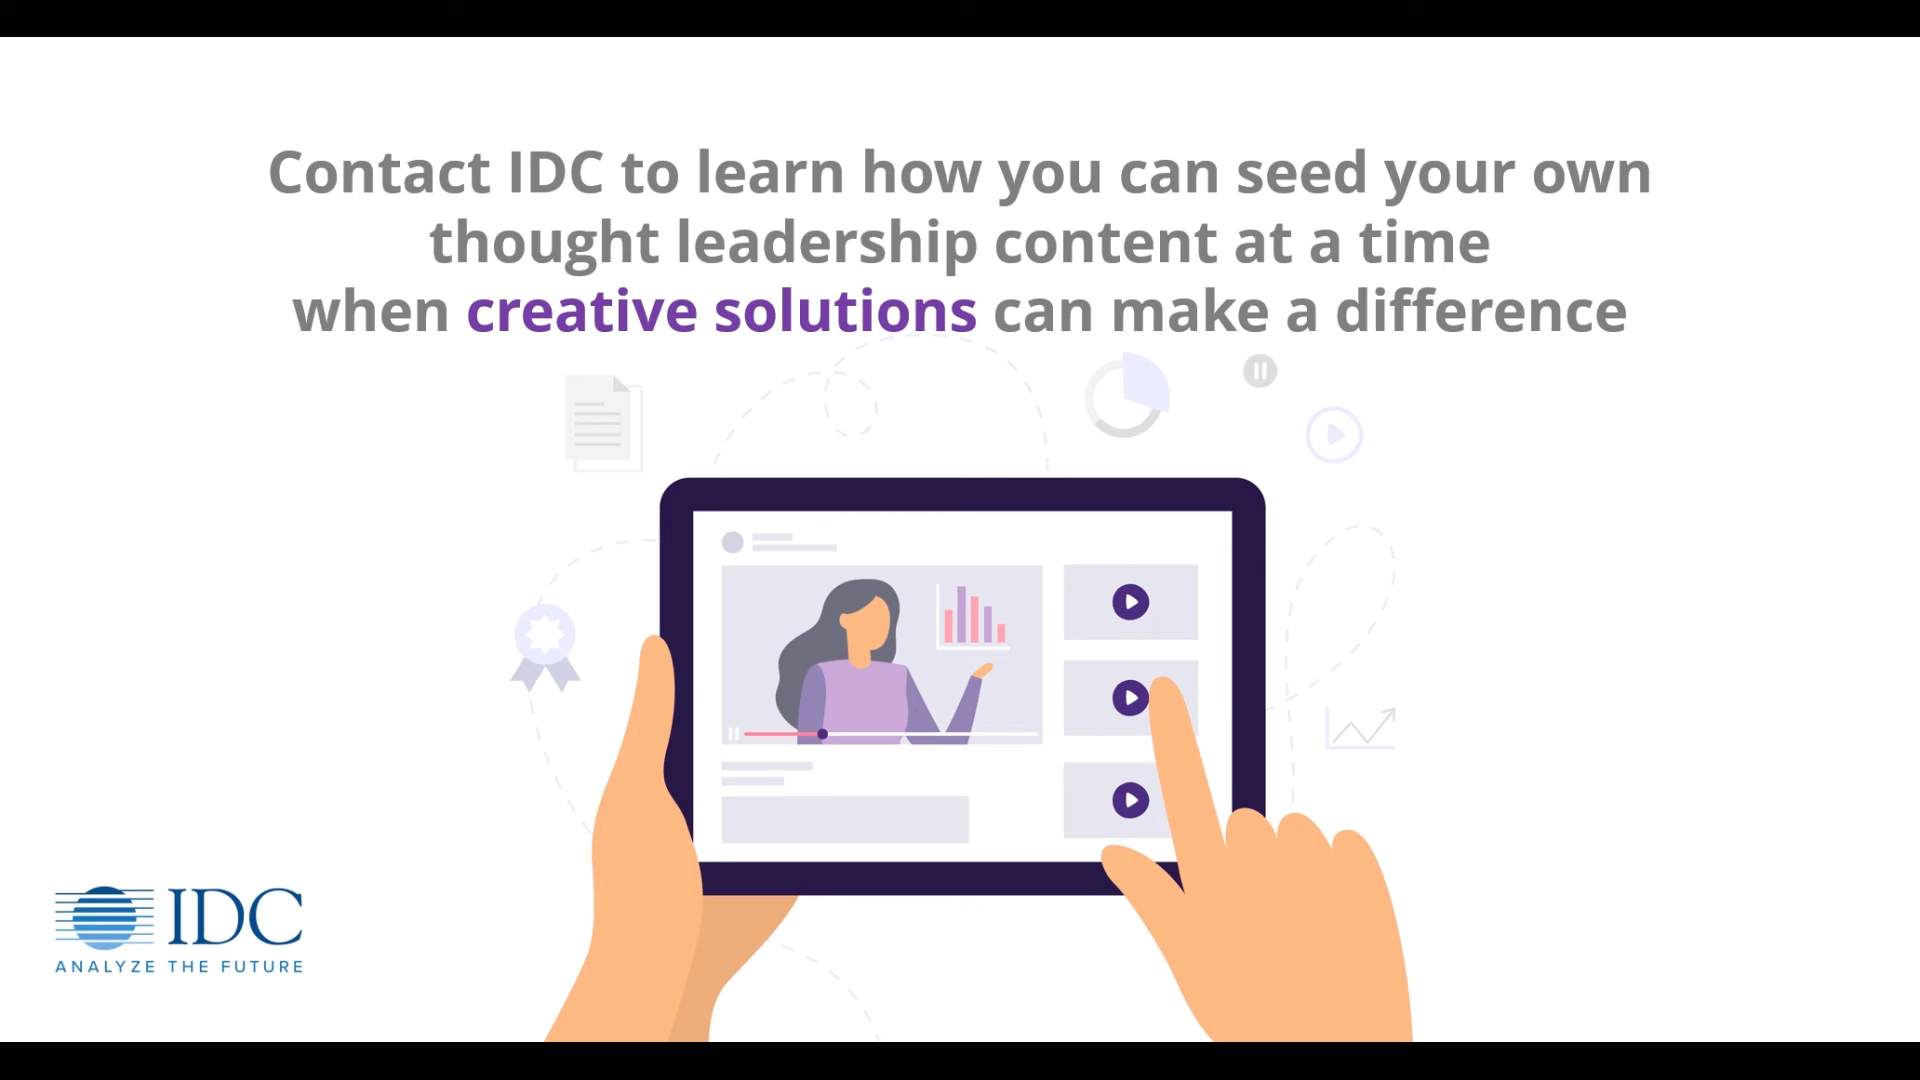 Contact IDC to learn how you can seed your own
thought leadership content at a time
when creative solutions can make a difference
IDC
ANALYZE THE FUTURE